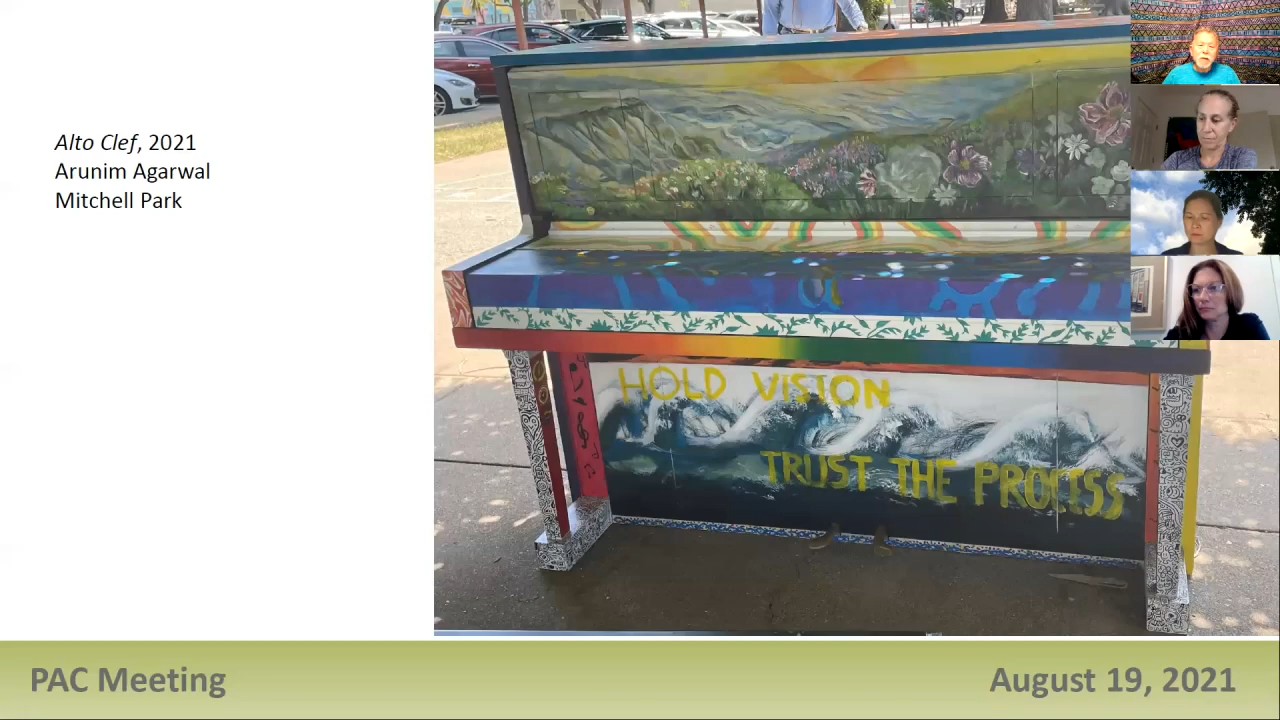 Alto Clef, 2021
Arunim Agarwal
Mitchell Park
HOLD VISION
TRUST THE PROCESS
PAC Meeting
August 19, 2021